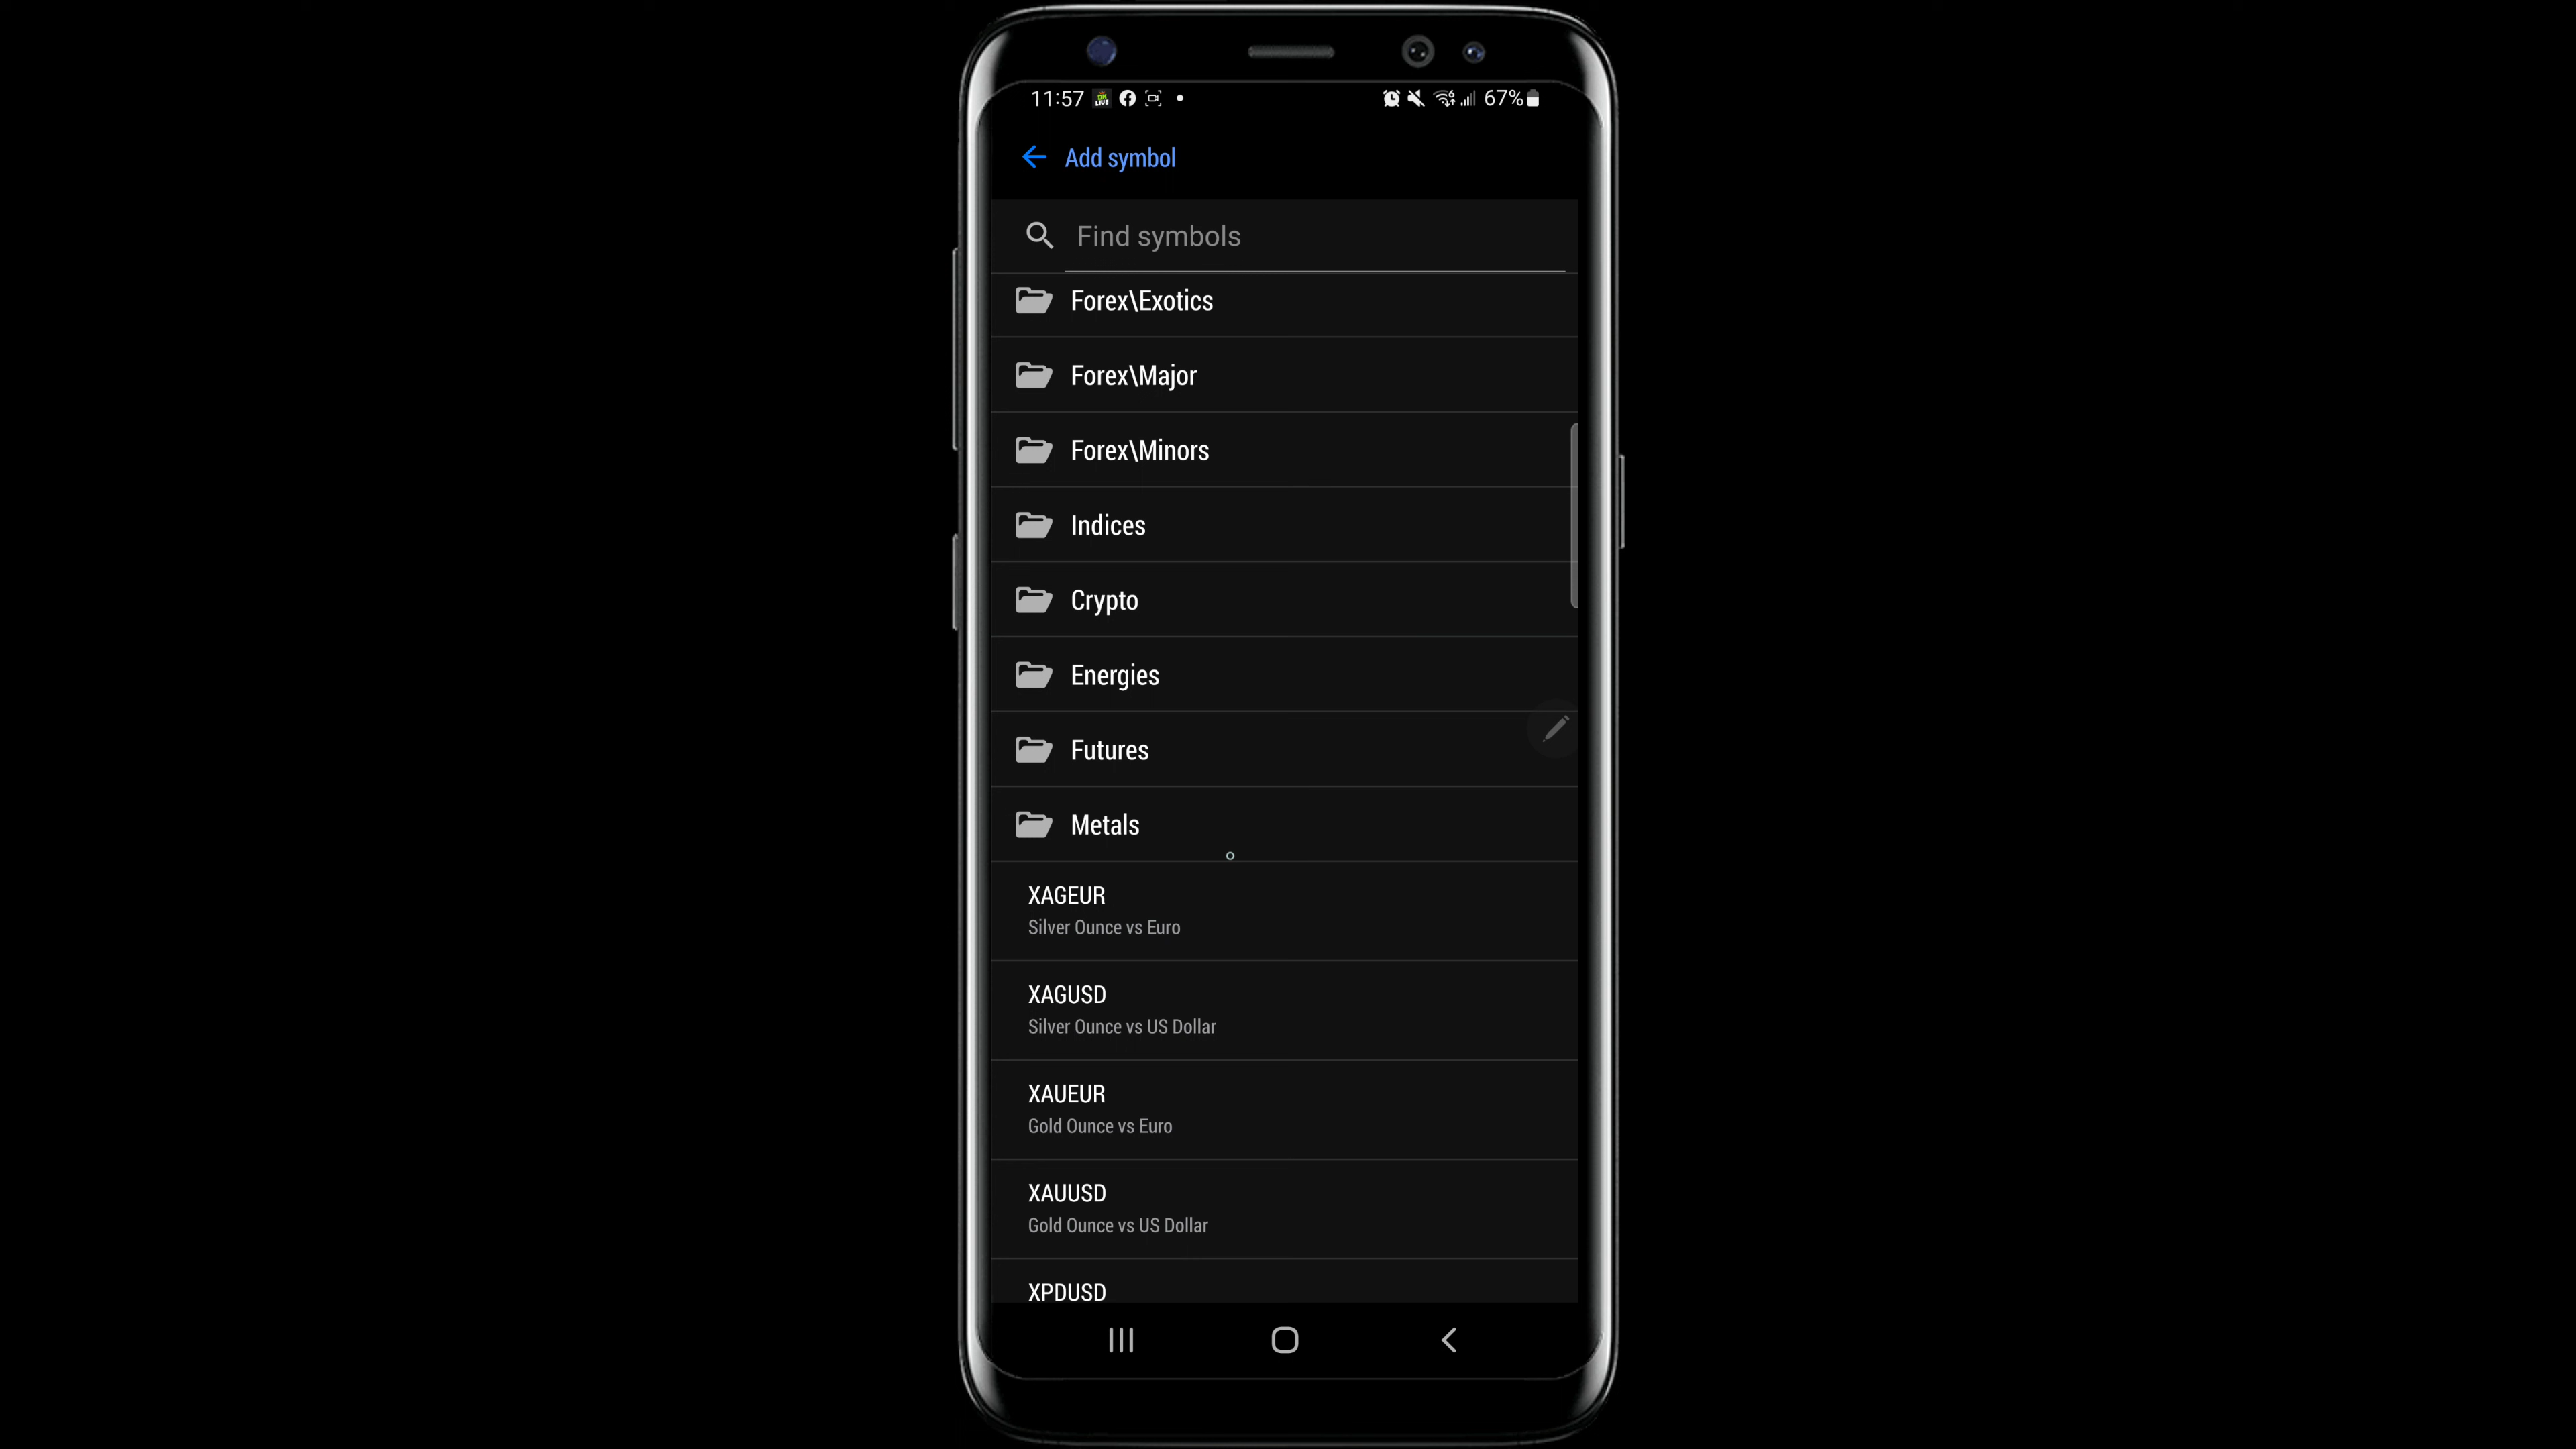 11:57
67%
Add symbol
Find symbols
Forex\Exotics
Forex\Major
Forex\Minors
Indices
Crypto
Energies
Futures
Metals
XAGEUR
Silver Ounce vs Euro
XAGUSD
Silver Ounce vs US Dollar
XAUEUR
Gold Ounce vs Euro
XAUUSD
Gold Ounce vs US Dollar
XPDUSD